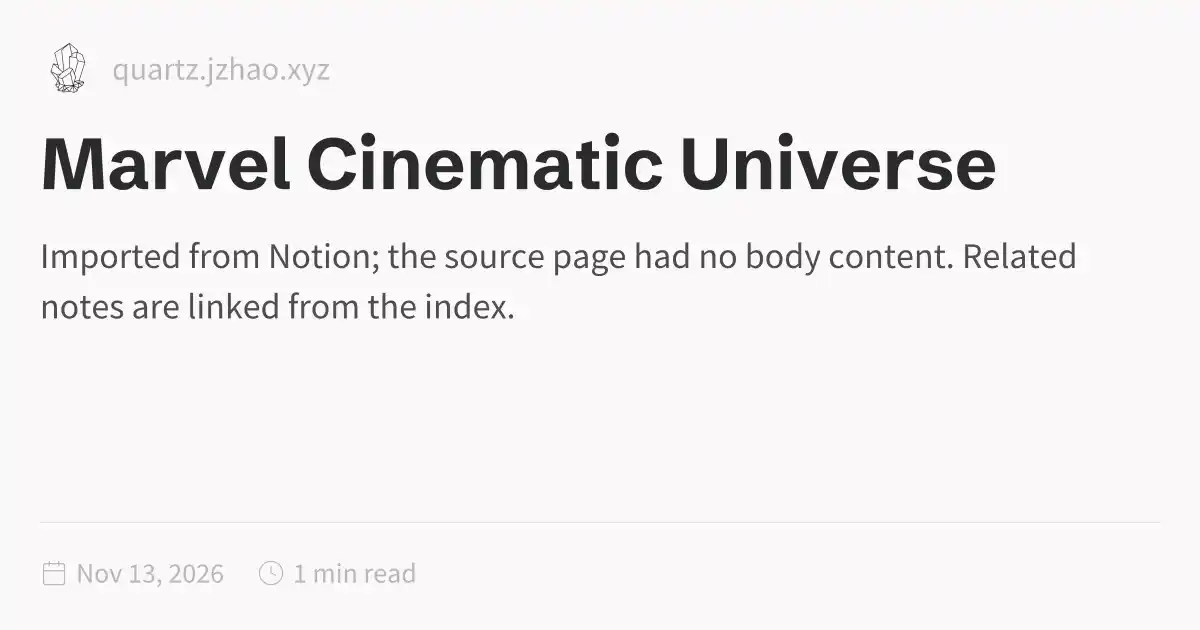 quartz.jzhao.xyz
Marvel Cinematic Universe
Imported from Notion; the source page had no body content. Related
notes are linked from the index.
Nov 13, 2026 1 min read